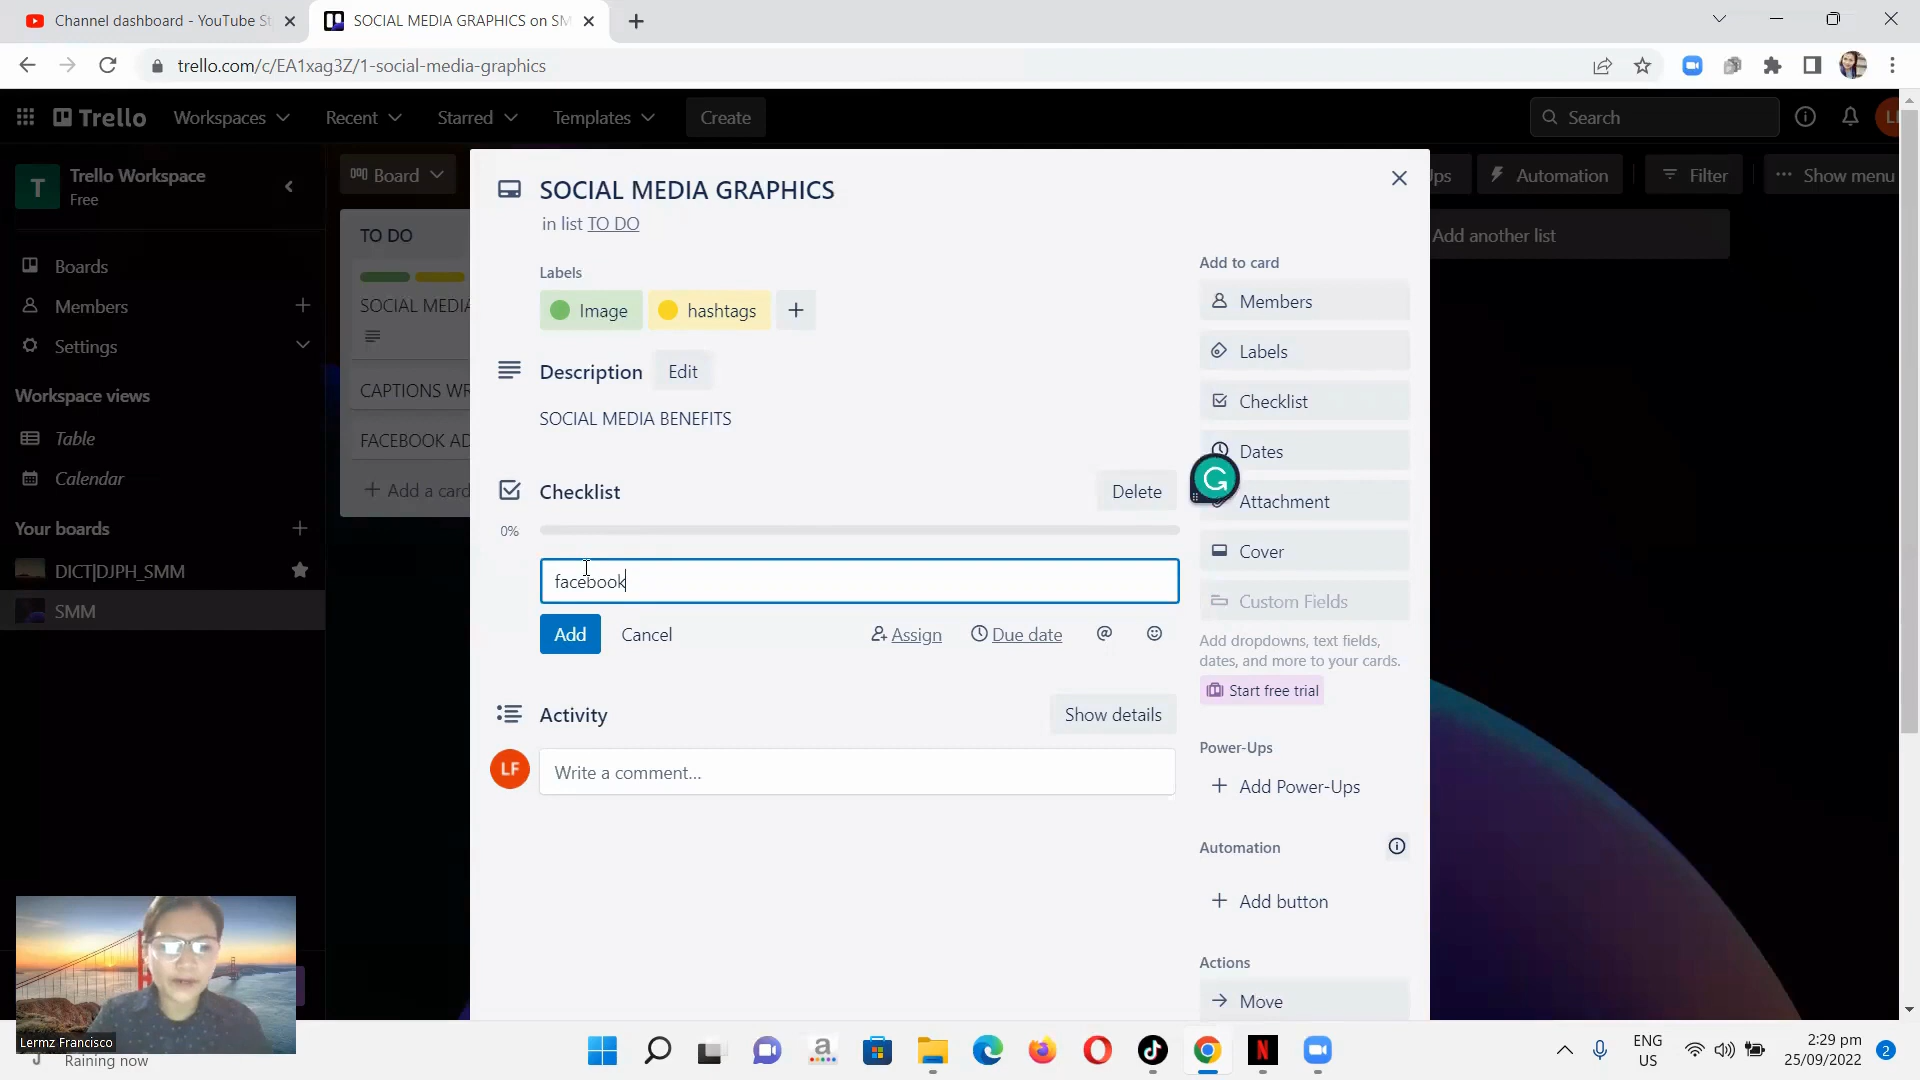 Channel dashboard - YouTube St
SOCIAL MEDIA GRAPHICS on SM
trello.com/c/EA1xag3Z/1-social-media-graphics
Trello
Workspaces
Recent
Starred
Templates
Create
Search
T
Trello Workspace
Free
Board
Automation
Filter
Show menu
Boards
Members
Settings
Workspace views
Table
Calendar
Your boards
DICT|DJPH_SMM
SMM
TO DO
SOCIAL MEDIA
CAPTIONS WR
FACEBOOK AD
Add a card
Add another list
SOCIAL MEDIA GRAPHICS
in list TO DO
Labels
Image
hashtags
Description
Edit
SOCIAL MEDIA BENEFITS
Checklist
Delete
0%
facebook
Add
Cancel
Assign
Due date
@
Activity
Show details
LF
Write a comment...
Add to card
Members
Labels
Checklist
Dates
Attachment
Cover
Custom Fields
Add dropdowns, text fields,
dates, and more to your cards.
Start free trial
Power-Ups
Add Power-Ups
Automation
Add button
Actions
Move
Lermz Francisco
Raining now
ENG
US
2:29 pm
25/09/2022
2